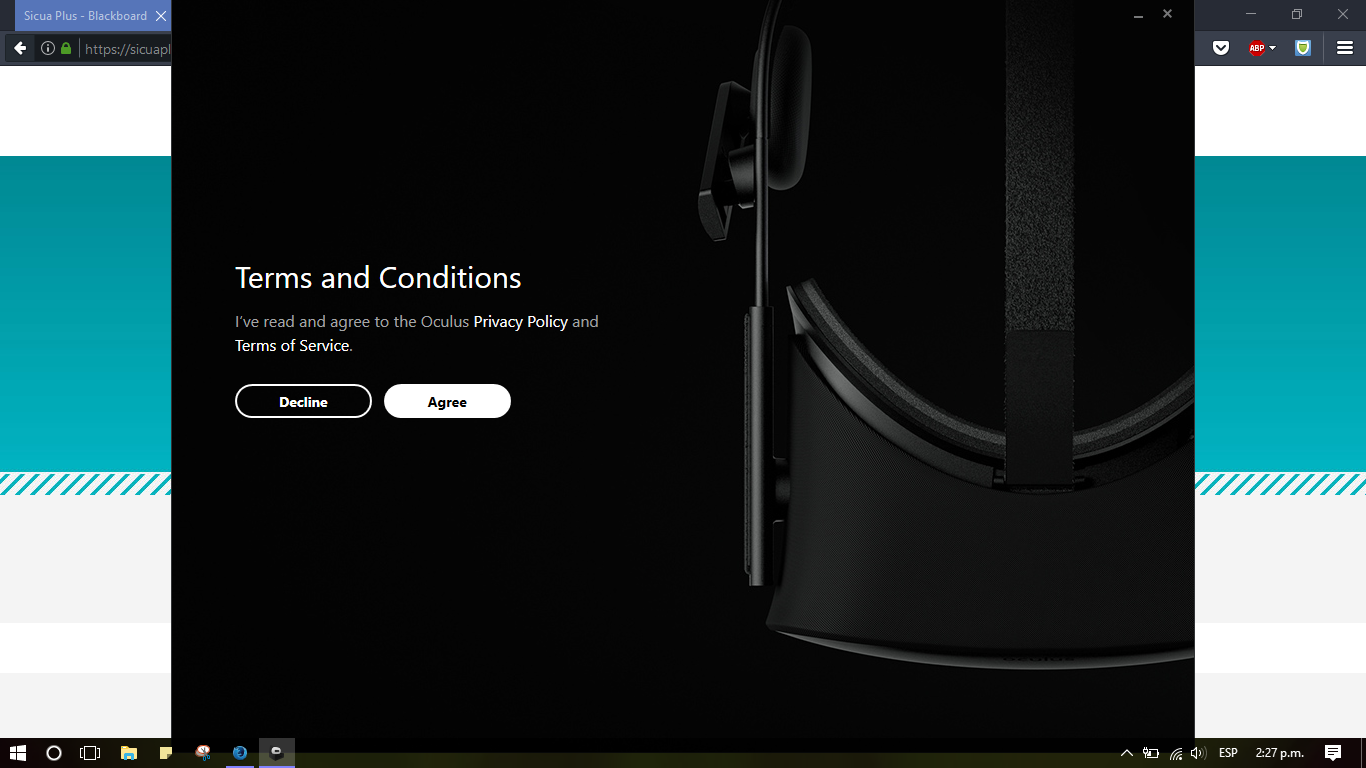 Sicua Plus - Blackboard
https://sicuapl
ABP
Terms and Conditions
I've read and agree to the Oculus Privacy Policy and
Terms of Service.
Decline
Agree
ESP
2:27 p.m.